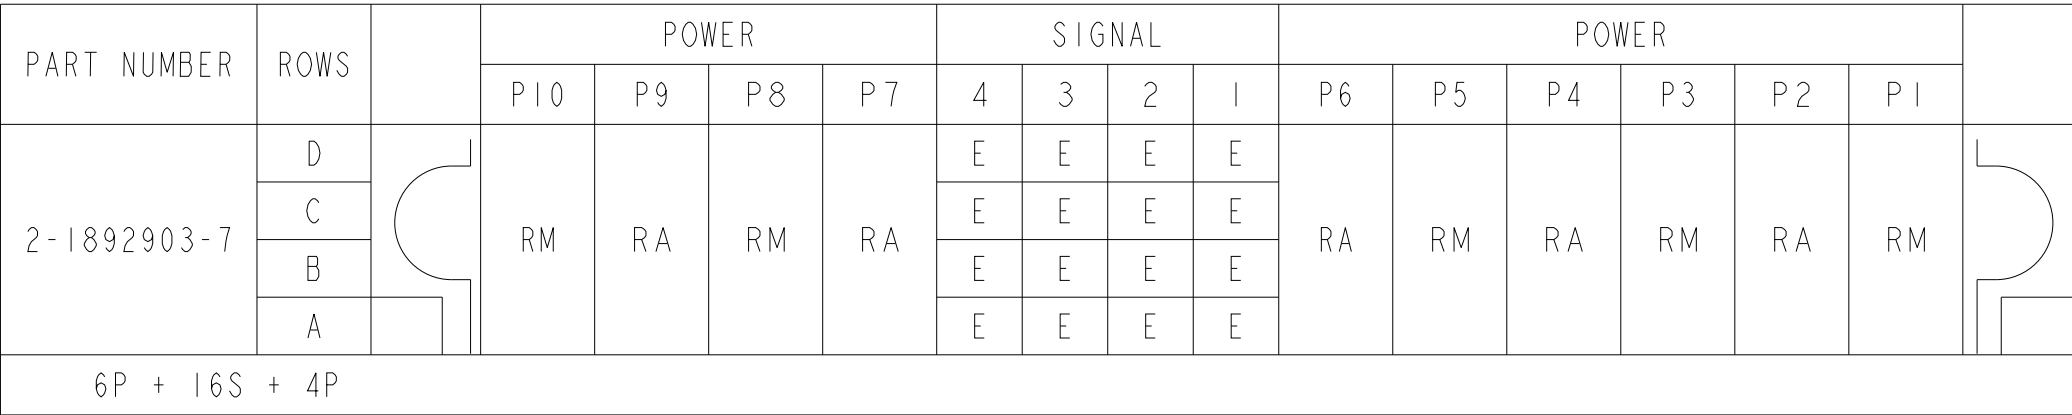 PART NUMBER ROWS POWER SIGNAL POWER
P10 P9 P8 P7 4 3 2 1 P6 P5 P4 P3 P2 P1
D E E E E
C E E E E
2-1892903-7 RM RA RM RA RA RM RA RM RA RM
B E E E E
A E E E E
6P + 16S + 4P